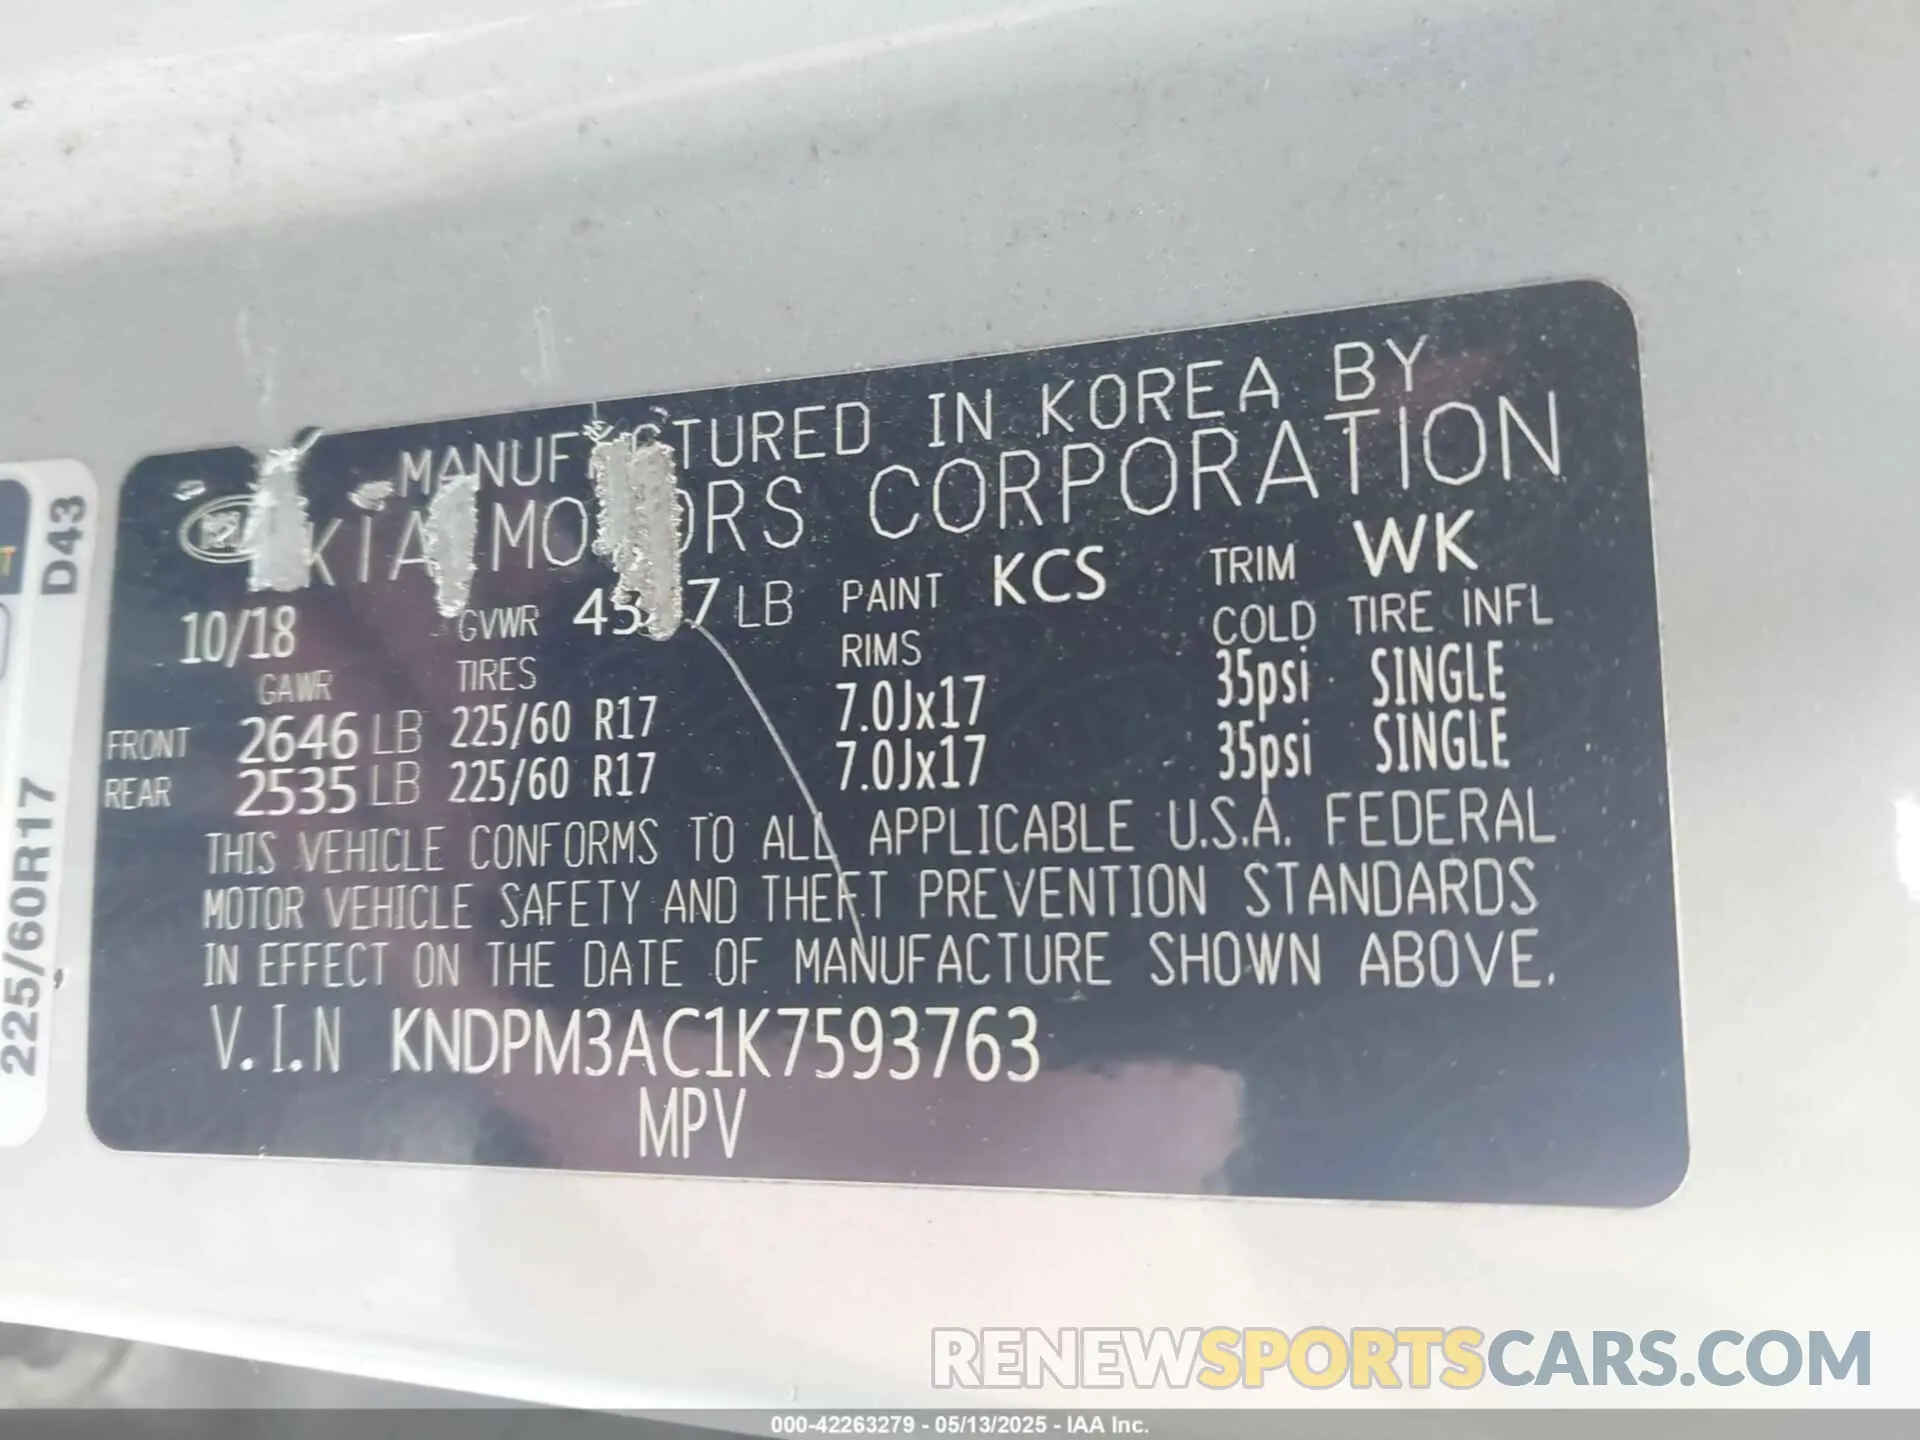 MANUFACTURED IN KOREA BY
KIA MOTORS CORPORATION
10/18 GVWR LB PAINT KCS TRIM WK
GAWR TIRES RIMS COLD TIRE INFL
FRONT 2646 LB 225/60 R17 7.0Jx17 35psi SINGLE
REAR 2535 LB 225/60 R17 7.0Jx17 35psi SINGLE
THIS VEHICLE CONFORMS TO ALL APPLICABLE U.S.A. FEDERAL
MOTOR VEHICLE SAFETY AND THEFT PREVENTION STANDARDS
IN EFFECT ON THE DATE OF MANUFACTURE SHOWN ABOVE.
V.I.N KNDPM3AC1K7593763
MPV
D43
225/60R17
RENEWSPORTSCARS.COM
000-42263279 - 05/13/2025 - IAA Inc.